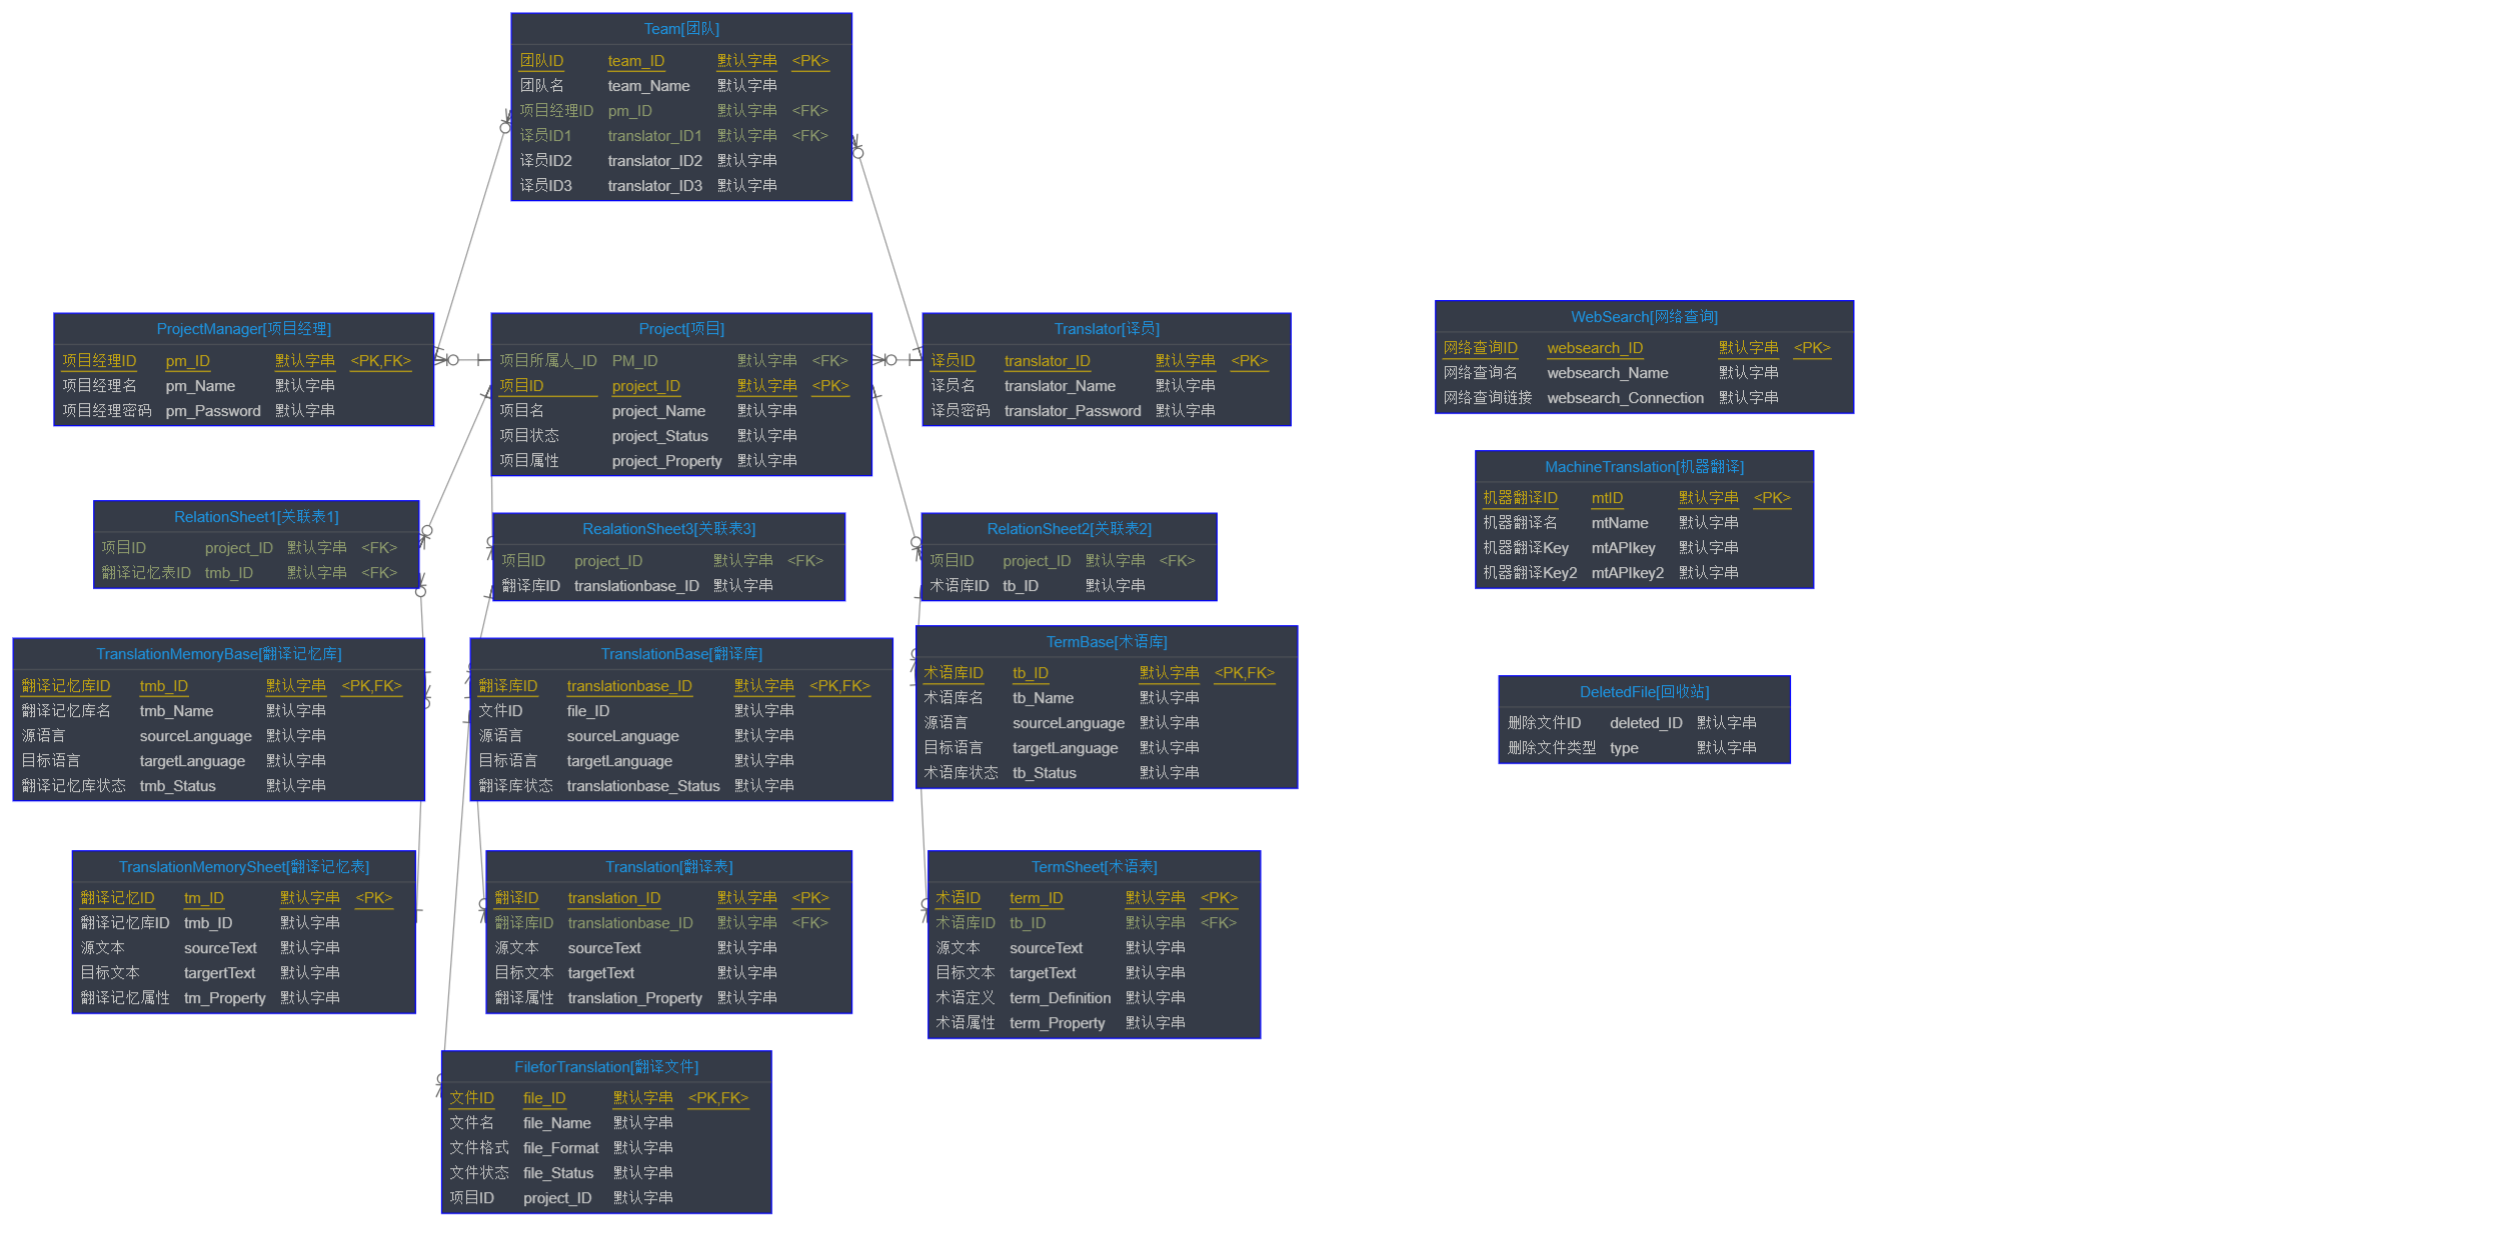 Team[团队]
团队ID team_ID 默认字串 <PK>
团队名 team_Name 默认字串
项目经理ID pm_ID 默认字串 <FK>
译员ID1 translator_ID1 默认字串 <FK>
译员ID2 translator_ID2 默认字串
译员ID3 translator_ID3 默认字串
ProjectManager[项目经理]
项目经理ID pm_ID 默认字串 <PK,FK>
项目经理名 pm_Name 默认字串
项目经理密码 pm_Password 默认字串
Project[项目]
项目所属人_ID PM_ID 默认字串 <FK>
项目ID project_ID 默认字串 <PK>
项目名 project_Name 默认字串
项目状态 project_Status 默认字串
项目属性 project_Property 默认字串
Translator[译员]
译员ID translator_ID 默认字串 <PK>
译员名 translator_Name 默认字串
译员密码 translator_Password 默认字串
WebSearch[网络查询]
网络查询ID websearch_ID 默认字串 <PK>
网络查询名 websearch_Name 默认字串
网络查询链接 websearch_Connection 默认字串
MachineTranslation[机器翻译]
机器翻译ID mtID 默认字串 <PK>
机器翻译名 mtName 默认字串
机器翻译Key mtAPIkey 默认字串
机器翻译Key2 mtAPIkey2 默认字串
RelationSheet1[关联表1]
项目ID project_ID 默认字串 <FK>
翻译记忆表ID tmb_ID 默认字串 <FK>
RealationSheet3[关联表3]
项目ID project_ID 默认字串 <FK>
翻译库ID translationbase_ID 默认字串
RelationSheet2[关联表2]
项目ID project_ID 默认字串 <FK>
术语库ID tb_ID 默认字串
TranslationMemoryBase[翻译记忆库]
翻译记忆库ID tmb_ID 默认字串 <PK,FK>
翻译记忆库名 tmb_Name 默认字串
源语言 sourceLanguage 默认字串
目标语言 targetLanguage 默认字串
翻译记忆库状态 tmb_Status 默认字串
TranslationBase[翻译库]
翻译库ID translationbase_ID 默认字串 <PK,FK>
文件ID file_ID 默认字串
源语言 sourceLanguage 默认字串
目标语言 targetLanguage 默认字串
翻译库状态 translationbase_Status 默认字串
TermBase[术语库]
术语库ID tb_ID 默认字串 <PK,FK>
术语库名 tb_Name 默认字串
源语言 sourceLanguage 默认字串
目标语言 targetLanguage 默认字串
术语库状态 tb_Status 默认字串
DeletedFile[回收站]
删除文件ID deleted_ID 默认字串
删除文件类型 type 默认字串
TranslationMemorySheet[翻译记忆表]
翻译记忆ID tm_ID 默认字串 <PK>
翻译记忆库ID tmb_ID 默认字串
源文本 sourceText 默认字串
目标文本 targertText 默认字串
翻译记忆属性 tm_Property 默认字串
Translation[翻译表]
翻译ID translation_ID 默认字串 <PK>
翻译库ID translationbase_ID 默认字串 <FK>
源文本 sourceText 默认字串
目标文本 targetText 默认字串
翻译属性 translation_Property 默认字串
TermSheet[术语表]
术语ID term_ID 默认字串 <PK>
术语库ID tb_ID 默认字串 <FK>
源文本 sourceText 默认字串
目标文本 targetText 默认字串
术语定义 term_Definition 默认字串
术语属性 term_Property 默认字串
FileforTranslation[翻译文件]
文件ID file_ID 默认字串 <PK,FK>
文件名 file_Name 默认字串
文件格式 file_Format 默认字串
文件状态 file_Status 默认字串
项目ID project_ID 默认字串